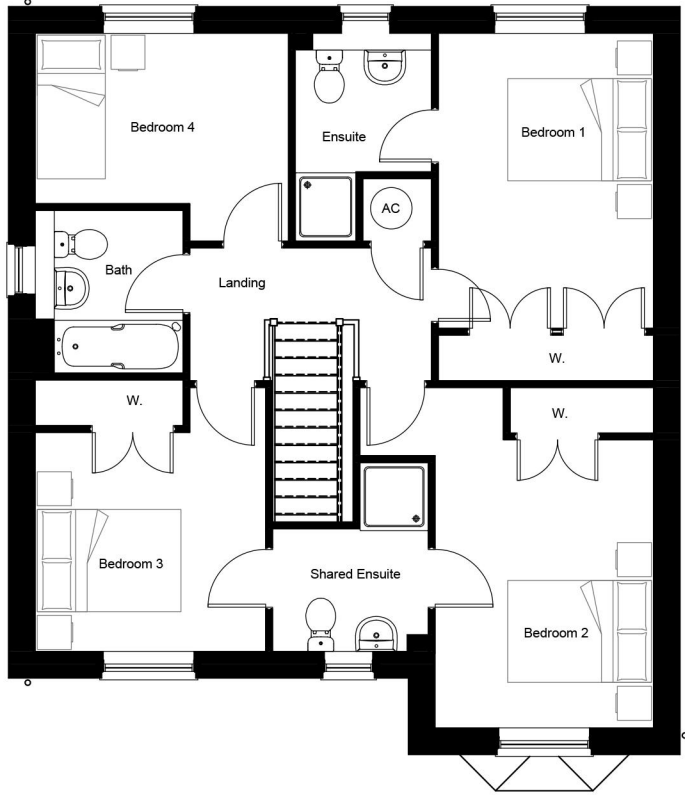 Bedroom 4
Ensuite
Bedroom 1
AC
Bath
Landing
W.
W.
W.
Bedroom 3
Shared Ensuite
Bedroom 2